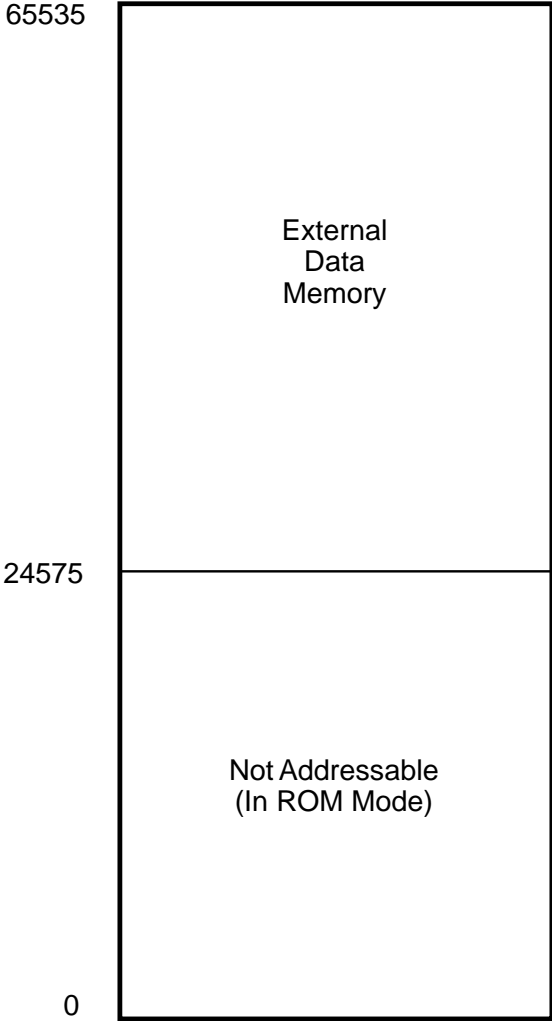 65535
External
Data
Memory
24575
Not Addressable
(In ROM Mode)
0